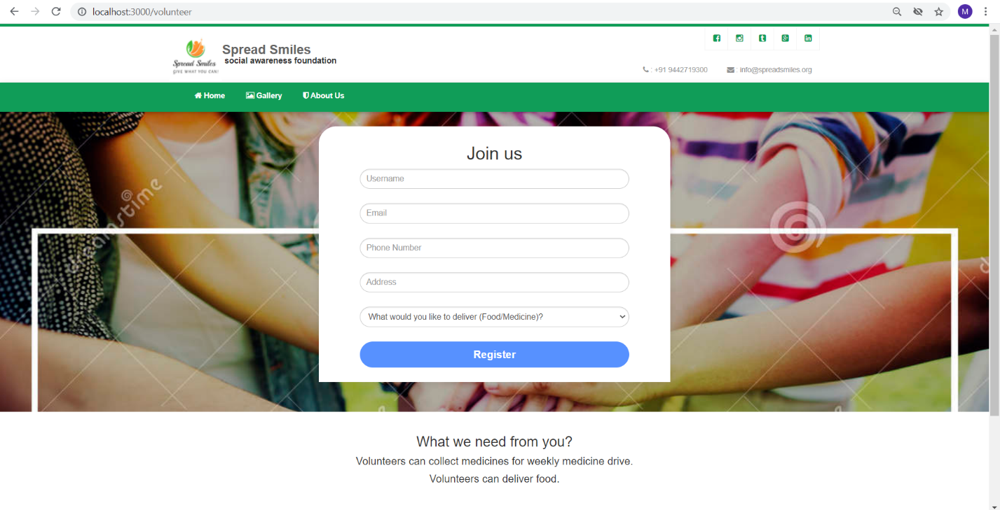 localhost:3000/volunteer
M
Spread Smiles
GIVE WHAT YOU CAN!
Spread Smiles
social awareness foundation
: +91 9442719300
: info@spreadsmiles.org
Home
Gallery
About Us
dreamstime
Join us
Username
Email
Phone Number
Address
What would you like to deliver (Food/Medicine)?
Register
What we need from you?
Volunteers can collect medicines for weekly medicine drive.
Volunteers can deliver food.